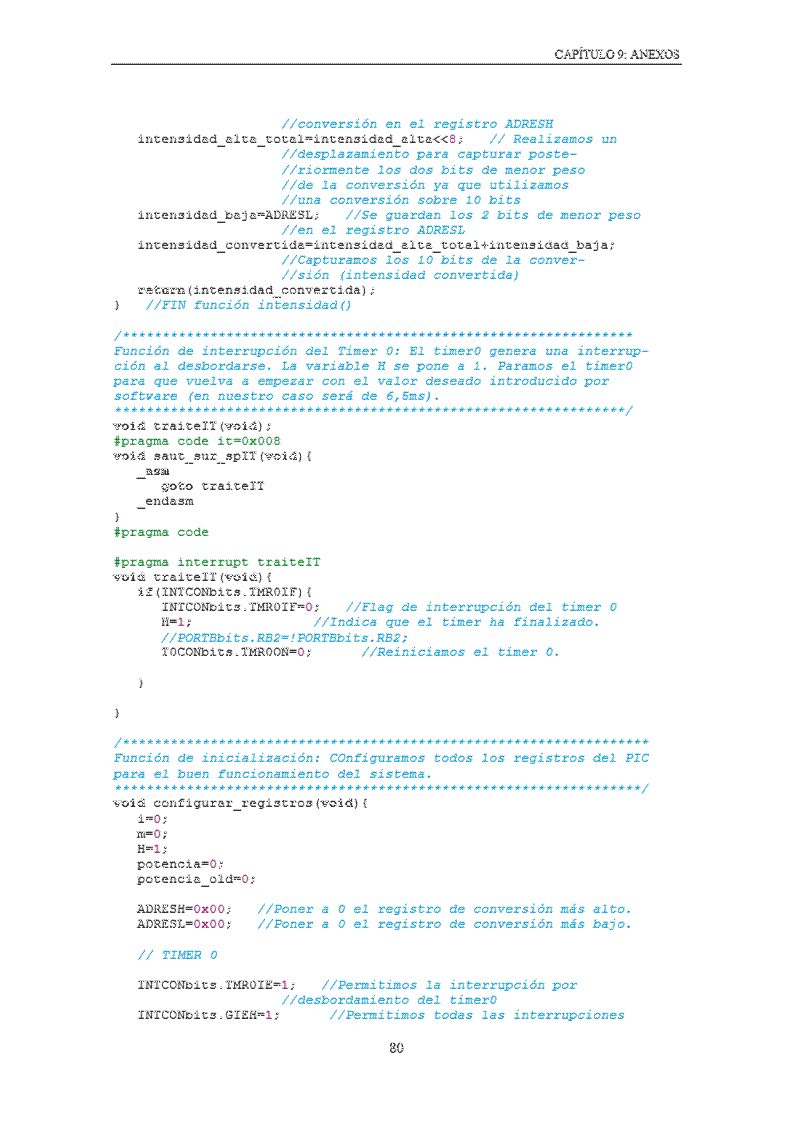 CAPÍTULO 9: ANEXOS
//conversión en el registro ADRESH
intensidad_alta_total=intensidad_alta<<8;   // Realizamos un
//desplazamiento para capturar poste-
//riormente los dos bits de menor peso
//de la conversión ya que utilizamos
//una conversión sobre 10 bits
intensidad_baja=ADRESL;   //Se guardan los 2 bits de menor peso
//en el registro ADRESL
intensidad_convertida=intensidad_alta_total+intensidad_baja;
//Capturamos los 10 bits de la conver-
//sión (intensidad convertida)
return(intensidad_convertida);
}   //FIN función intensidad()
/****************************************************************
Función de interrupción del Timer 0: El timer0 genera una interrup-
ción al desbordarse. La variable H se pone a 1. Paramos el timer0
para que vuelva a empezar con el valor deseado introducido por
software (en nuestro caso será de 6,5ms).
****************************************************************/
void traiteIT(void);
#pragma code it=0x008
void saut_sur_spIT(void){
_asm
goto traiteIT
_endasm
}
#pragma code
#pragma interrupt traiteIT
void traiteIT(void){
if(INTCONbits.TMR0IF){
INTCONbits.TMR0IF=0;   //Flag de interrupción del timer 0
H=1;   //Indica que el timer ha finalizado.
//PORTBbits.RB2=!PORTBbits.RB2;
T0CONbits.TMR0ON=0;   //Reiniciamos el timer 0.
}
}
/******************************************************************
Función de inicialización: COnfiguramos todos los registros del PIC
para el buen funcionamiento del sistema.
******************************************************************/
void configurar_registros(void){
i=0;
m=0;
H=1;
potencia=0;
potencia_old=0;
ADRESH=0x00;   //Poner a 0 el registro de conversión más alto.
ADRESL=0x00;   //Poner a 0 el registro de conversión más bajo.
// TIMER 0
INTCONbits.TMR0IE=1;   //Permitimos la interrupción por
//desbordamiento del timer0
INTCONbits.GIEH=1;   //Permitimos todas las interrupciones
80